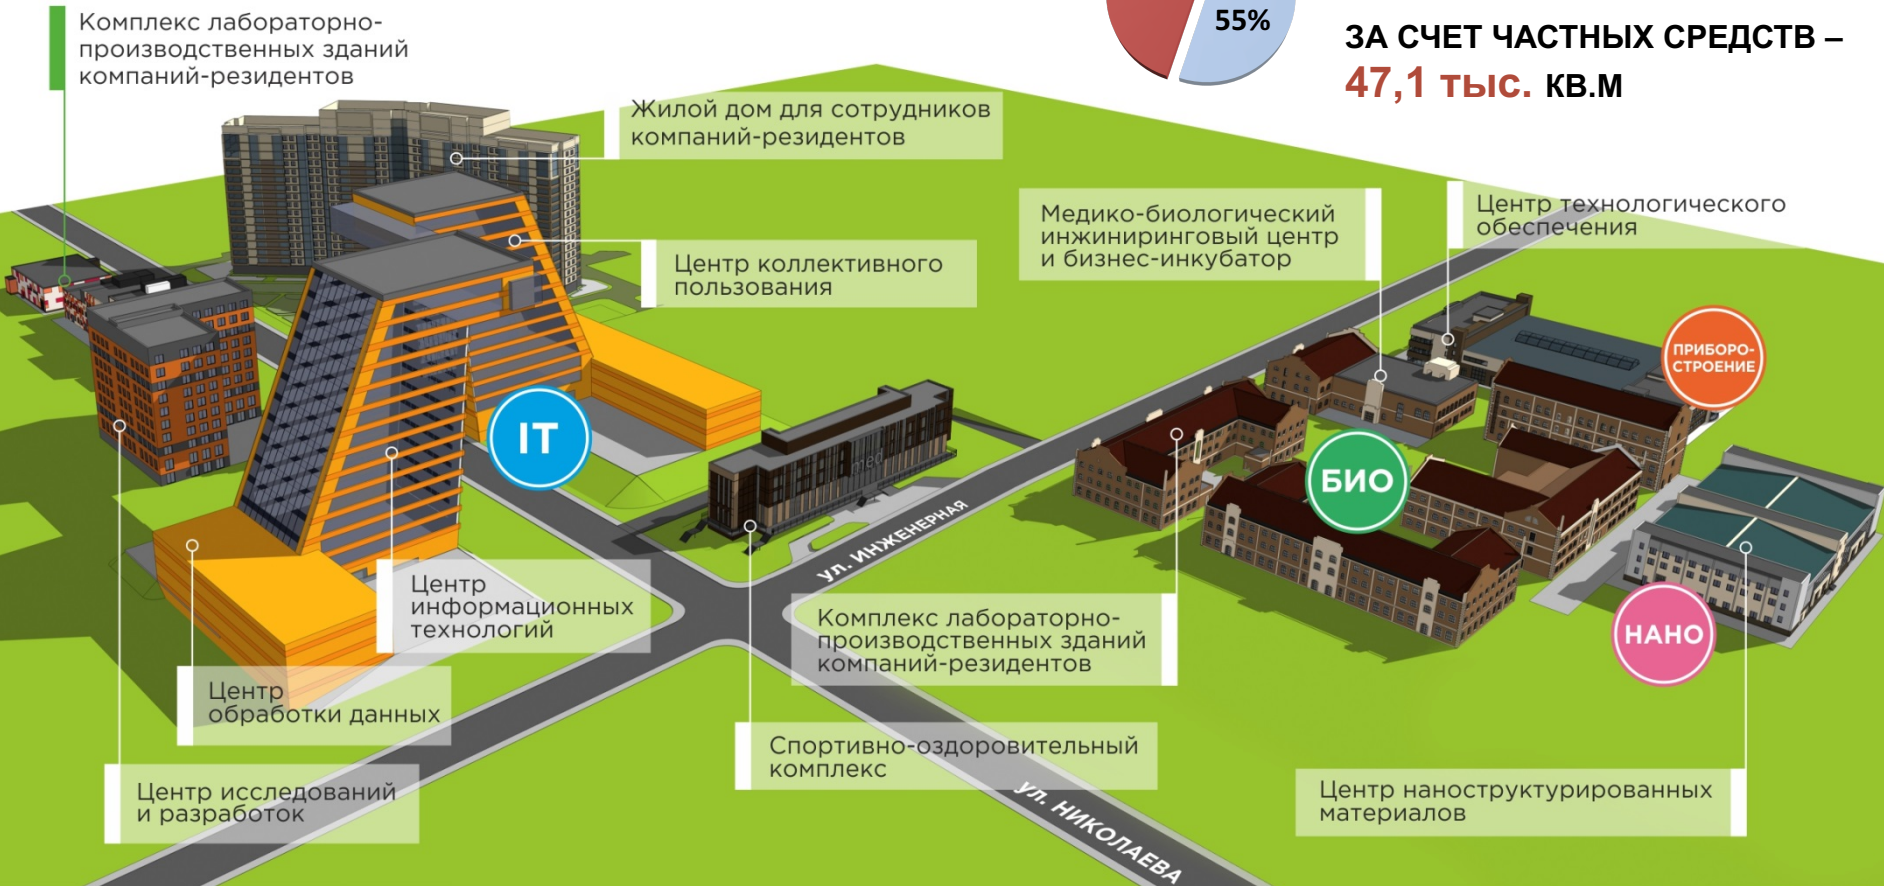 Комплекс лабораторно-
производственных зданий
компаний-резидентов
55%
ЗА СЧЕТ ЧАСТНЫХ СРЕДСТВ –
47,1 тыс. КВ.М
Жилой дом для сотрудников
компаний-резидентов
Медико-биологический
инжиниринговый центр
и бизнес-инкубатор
Центр технологического
обеспечения
Центр коллективного
пользования
ПРИБОРО-
СТРОЕНИЕ
IT
med
БИО
ул. ИНЖЕНЕРНАЯ
Центр
информационных
технологий
Комплекс лабораторно-
производственных зданий
компаний-резидентов
НАНО
Центр
обработки данных
Спортивно-оздоровительный
комплекс
Центр исследований
и разработок
ул. НИКОЛАЕВА
Центр наноструктурированных
материалов